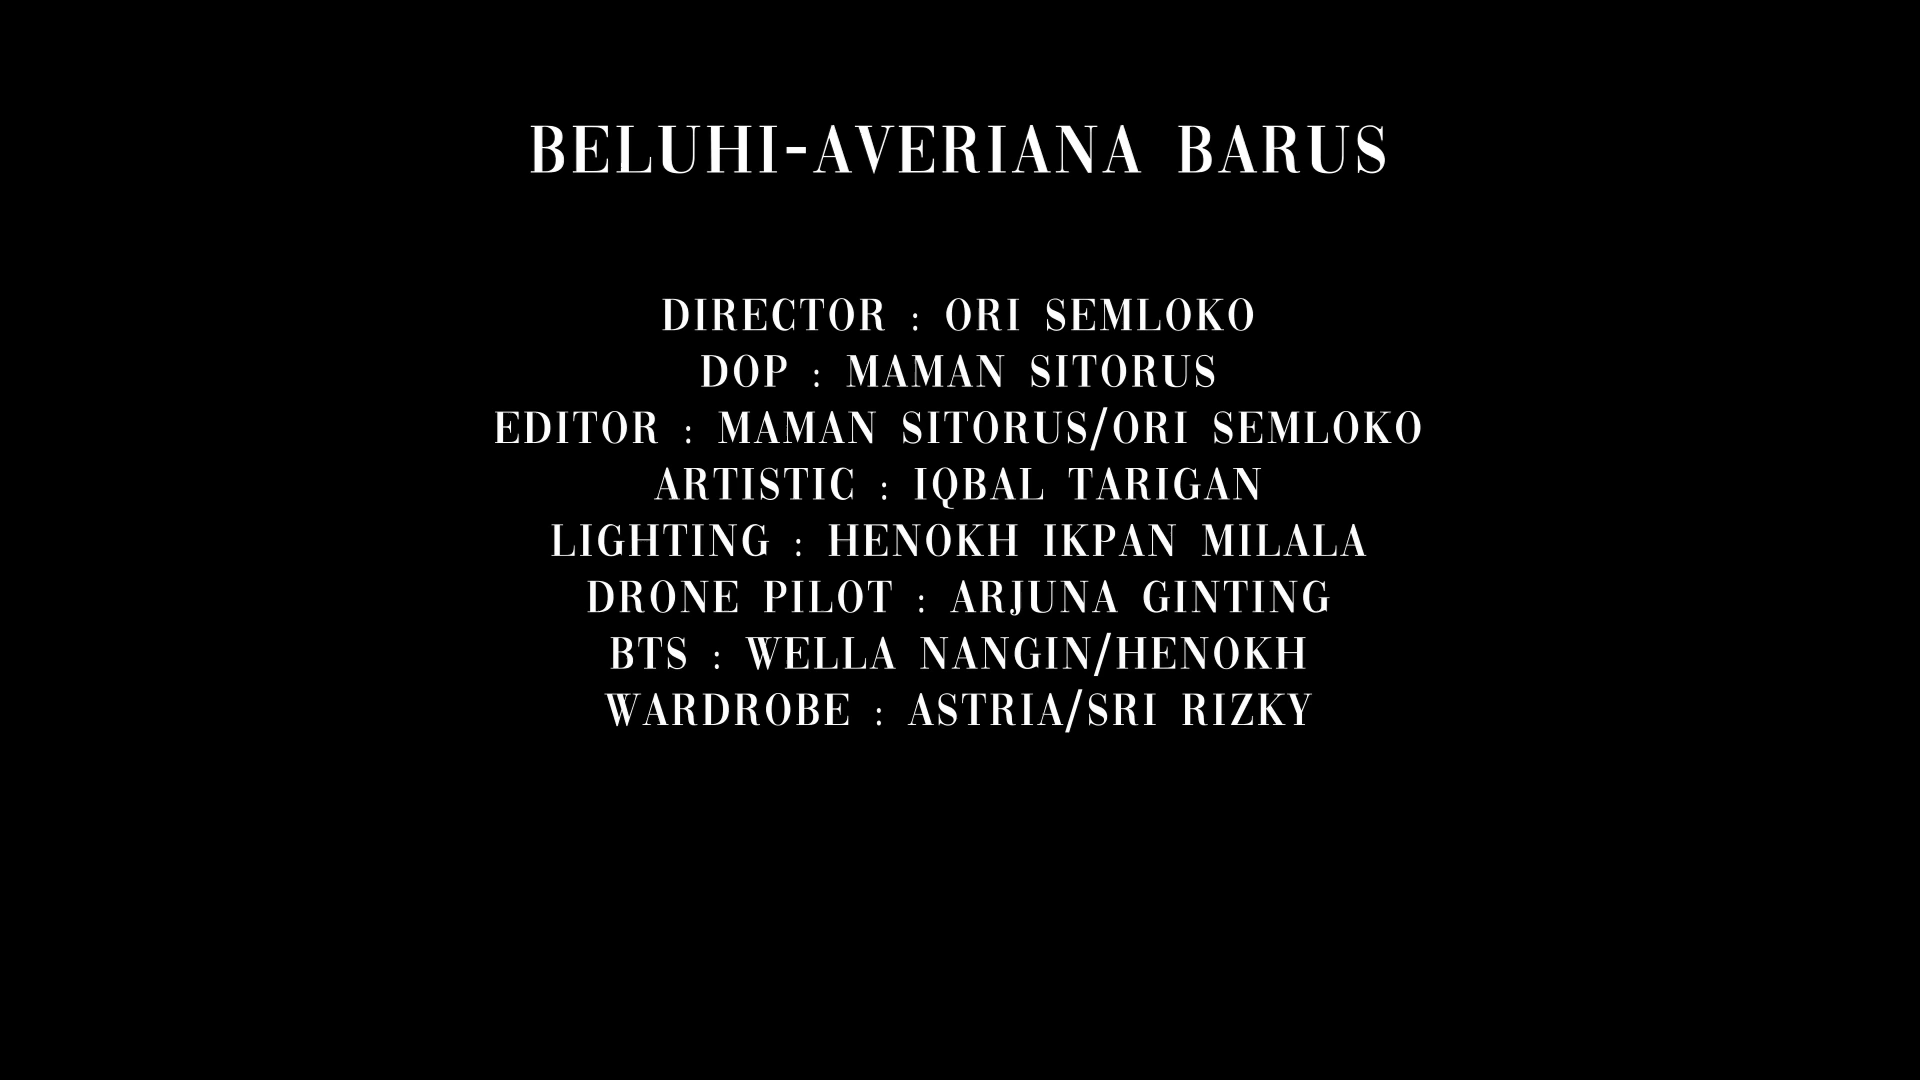 BELUHI-AVERIANA BARUS
DIRECTOR : ORI SEMLOKO
DOP : MAMAN SITORUS
EDITOR : MAMAN SITORUS/ORI SEMLOKO
ARTISTIC : IQBAL TARIGAN
LIGHTING : HENOKH IKPAN MILALA
DRONE PILOT : ARJUNA GINTING
BTS : WELLA NANGIN/HENOKH
WARDROBE : ASTRIA/SRI RIZKY